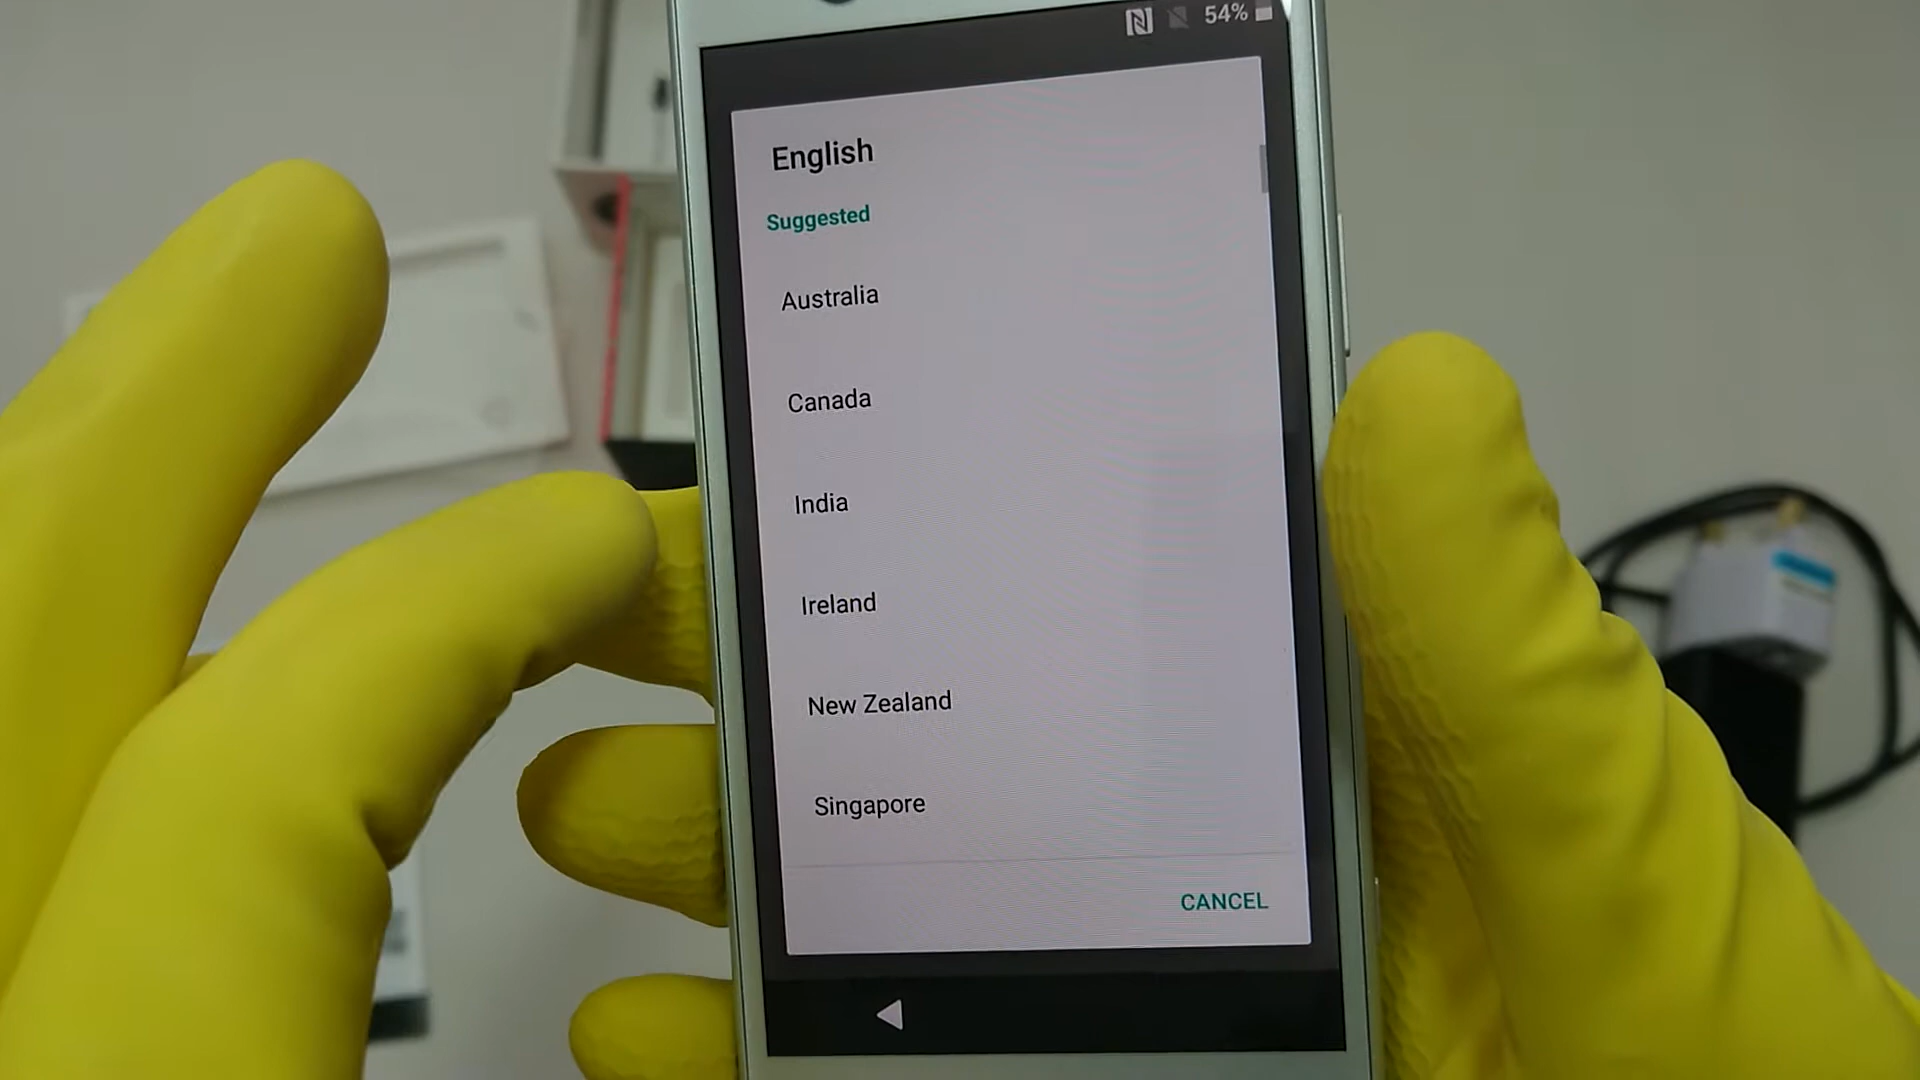 54%
English
Suggested
Australia
Canada
India
Ireland
New Zealand
Singapore
CANCEL